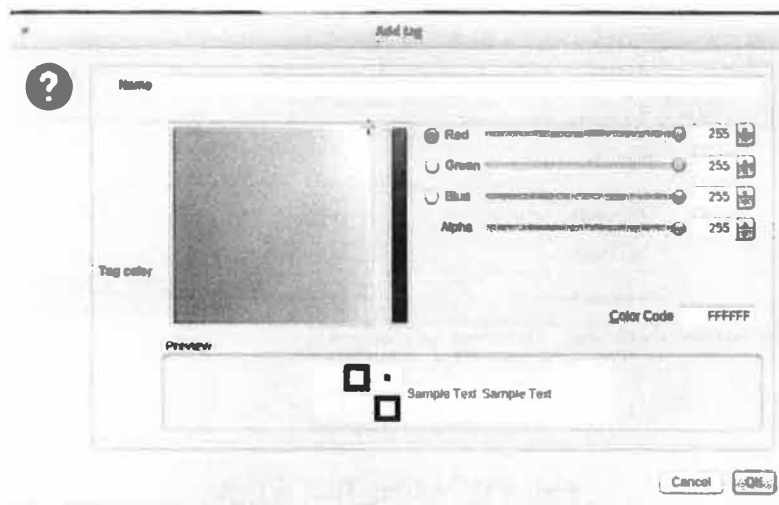 Add tag
?
Name
Red 255
Green 255
Blue 255
Alpha 255
Tag color
Color Code FFFFFF
Preview
Sample Text Sample Text
Cancel OK